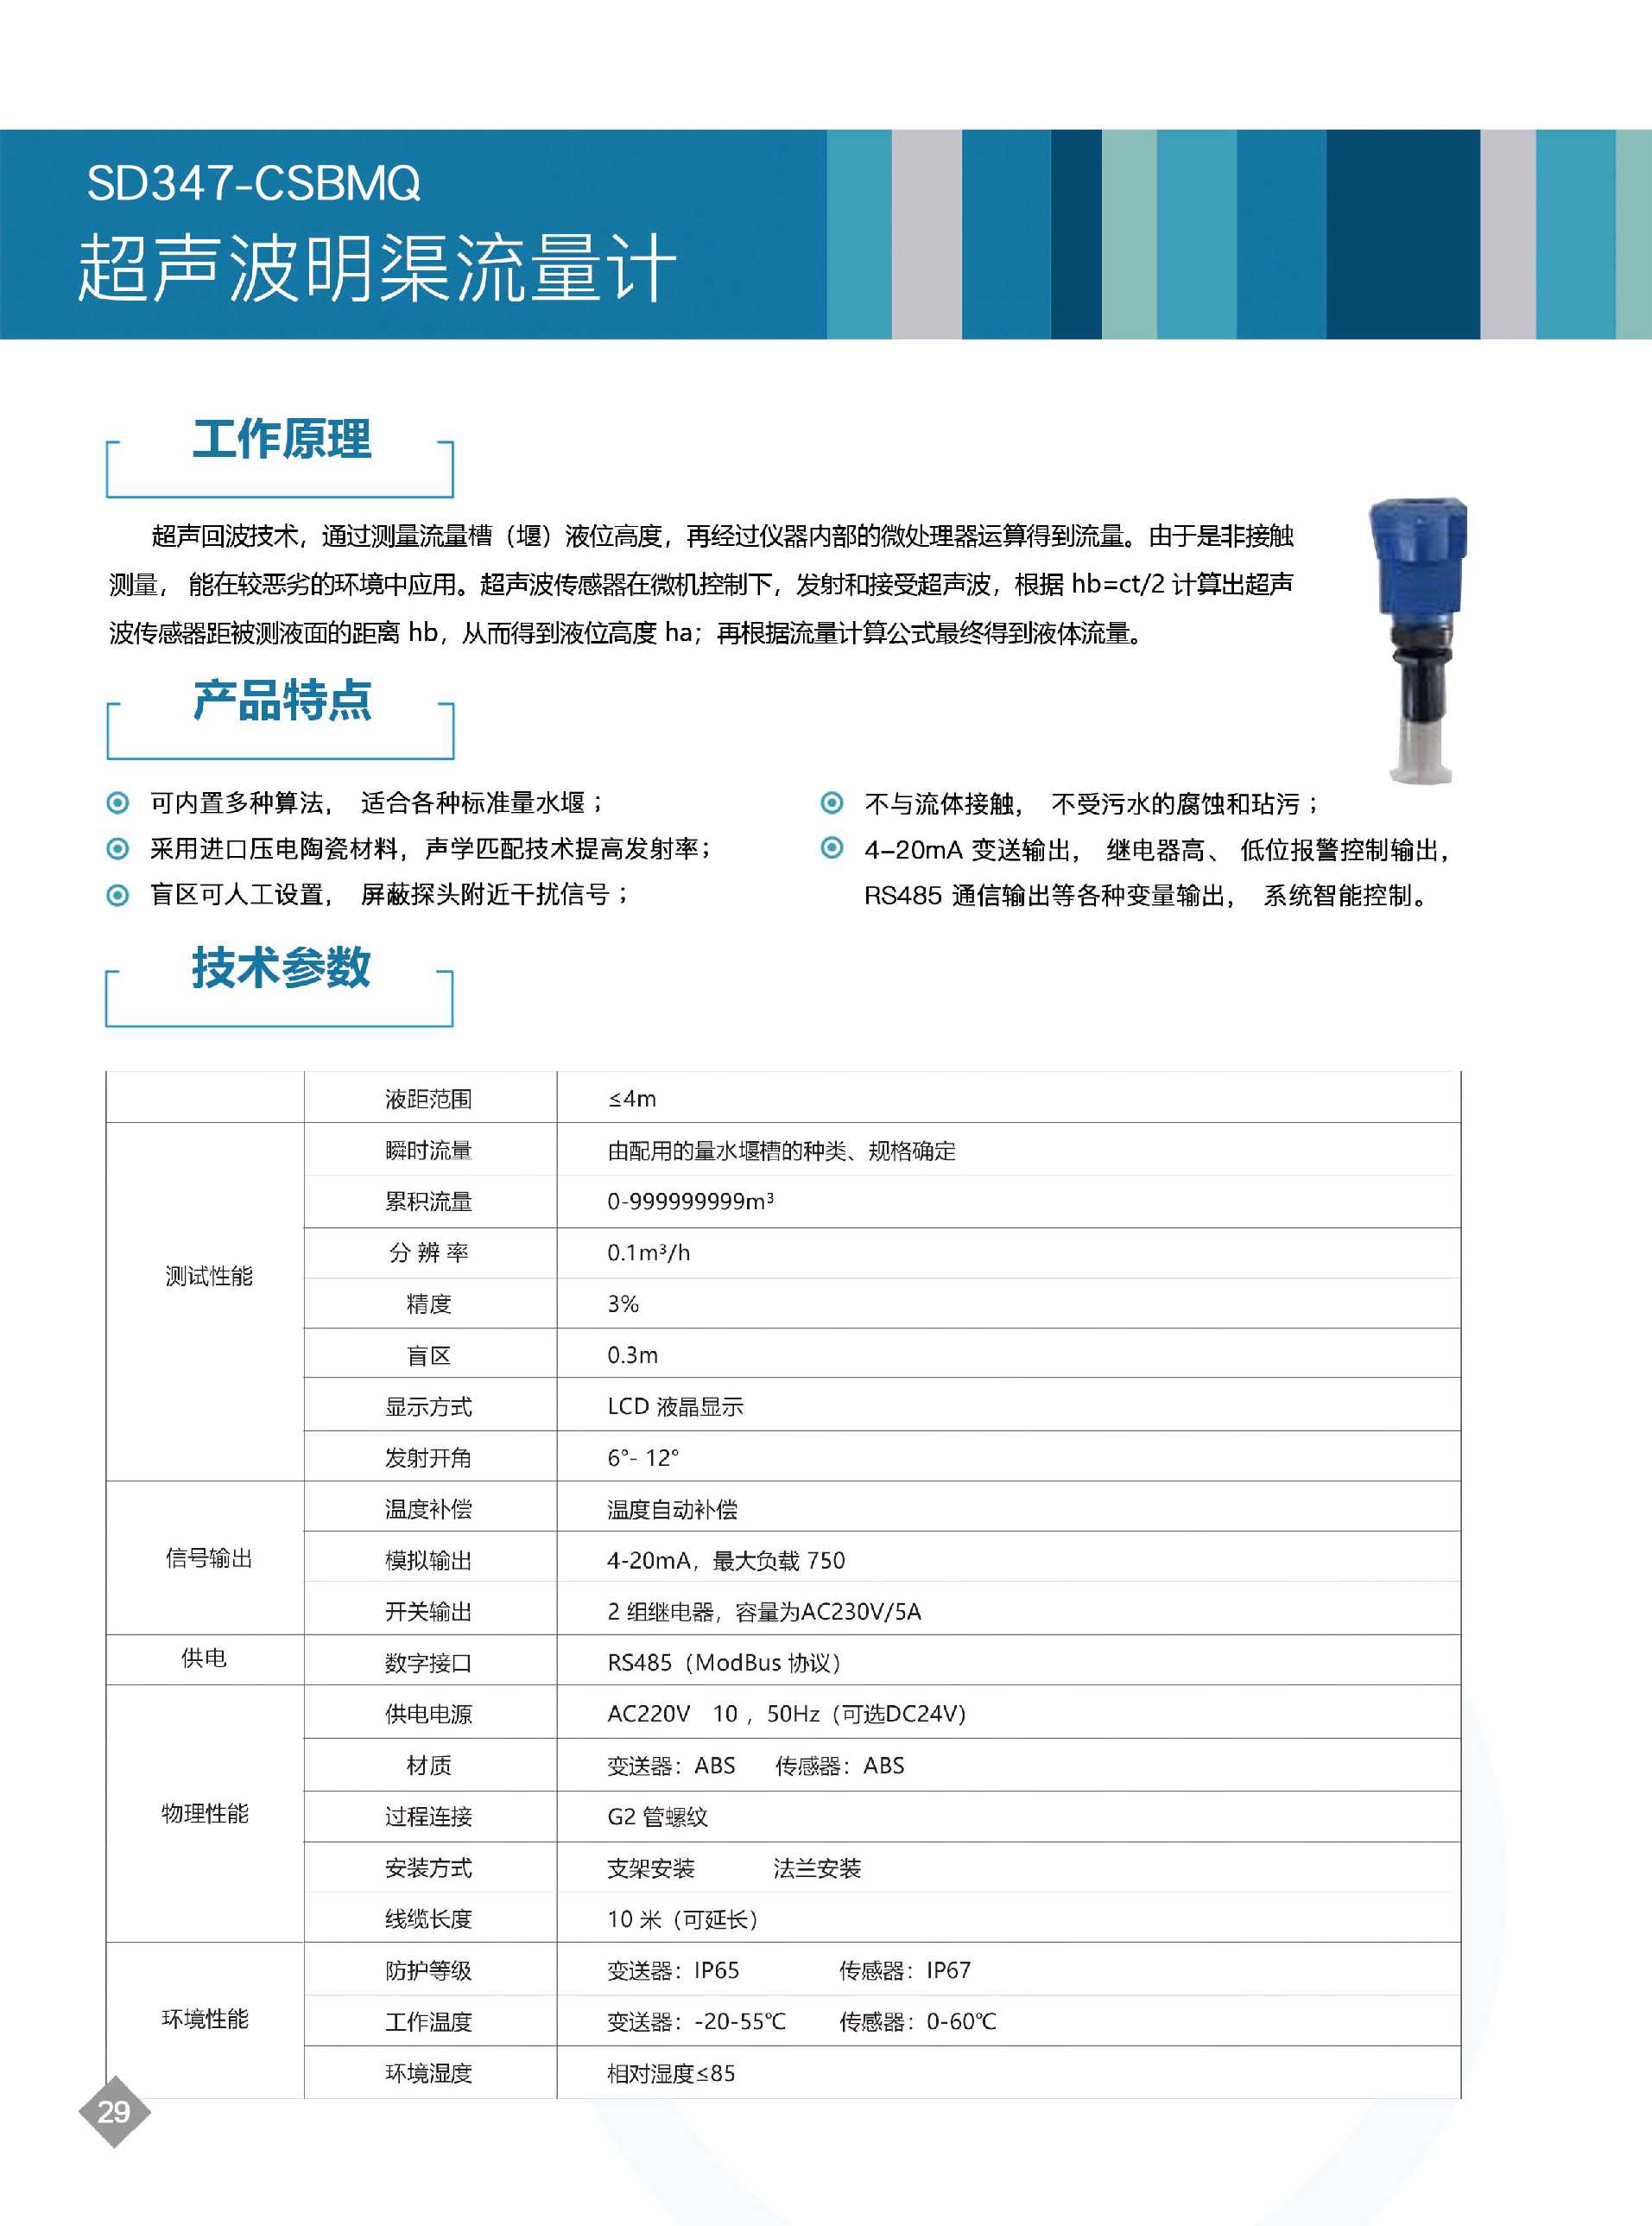 SD347-CSBMQ
超声波明渠流量计
工作原理
超声回波技术，通过测量流量槽（堰）液位高度，再经过仪器内部的微处理器运算得到流量。由于是非接触
测量， 能在较恶劣的环境中应用。超声波传感器在微机控制下，发射和接受超声波，根据 hb=ct/2 计算出超声
波传感器距被测液面的距离 hb，从而得到液位高度 ha；再根据流量计算公式最终得到液体流量。
产品特点
可内置多种算法， 适合各种标准量水堰；
采用进口压电陶瓷材料，声学匹配技术提高发射率；
盲区可人工设置， 屏蔽探头附近干扰信号；
不与流体接触， 不受污水的腐蚀和玷污；
4-20mA 变送输出， 继电器高、 低位报警控制输出，
RS485 通信输出等各种变量输出， 系统智能控制。
技术参数
液距范围 ≤4m
测试性能
瞬时流量 由配用的量水堰槽的种类、规格确定
累积流量 0-999999999m³
分 辨 率 0.1m³/h
精度 3%
盲区 0.3m
显示方式 LCD 液晶显示
发射开角 6°- 12°
信号输出
温度补偿 温度自动补偿
模拟输出 4-20mA，最大负载 750
开关输出 2 组继电器，容量为AC230V/5A
供电
数字接口 RS485（ModBus 协议）
物理性能
供电电源 AC220V 10 ，50Hz（可选DC24V)
材质 变送器：ABS 传感器：ABS
过程连接 G2 管螺纹
安装方式 支架安装 法兰安装
线缆长度 10 米（可延长）
环境性能
防护等级 变送器：IP65 传感器：IP67
工作温度 变送器：-20-55℃ 传感器：0-60℃
环境湿度 相对湿度≤85
29